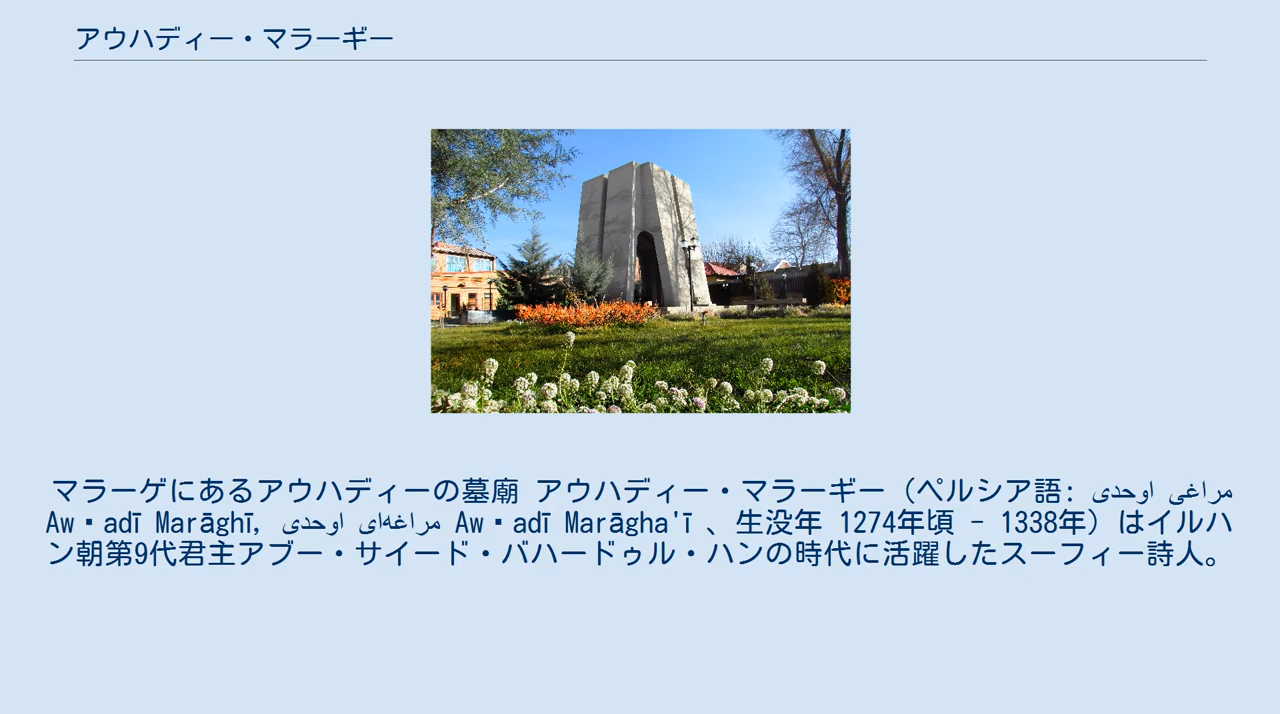 アウハディー・マラーギー
マラーゲにあるアウハディーの墓廟 アウハディー・マラーギー（ペルシア語: اوحدی مراغی
Aw▪adī Marāghī, اوحدی مراغه‌ای Aw▪adī Marāgha'ī 、生没年 1274年頃 – 1338年）はイルハ
ン朝第9代君主アブー・サイード・バハードゥル・ハンの時代に活躍したスーフィー詩人。